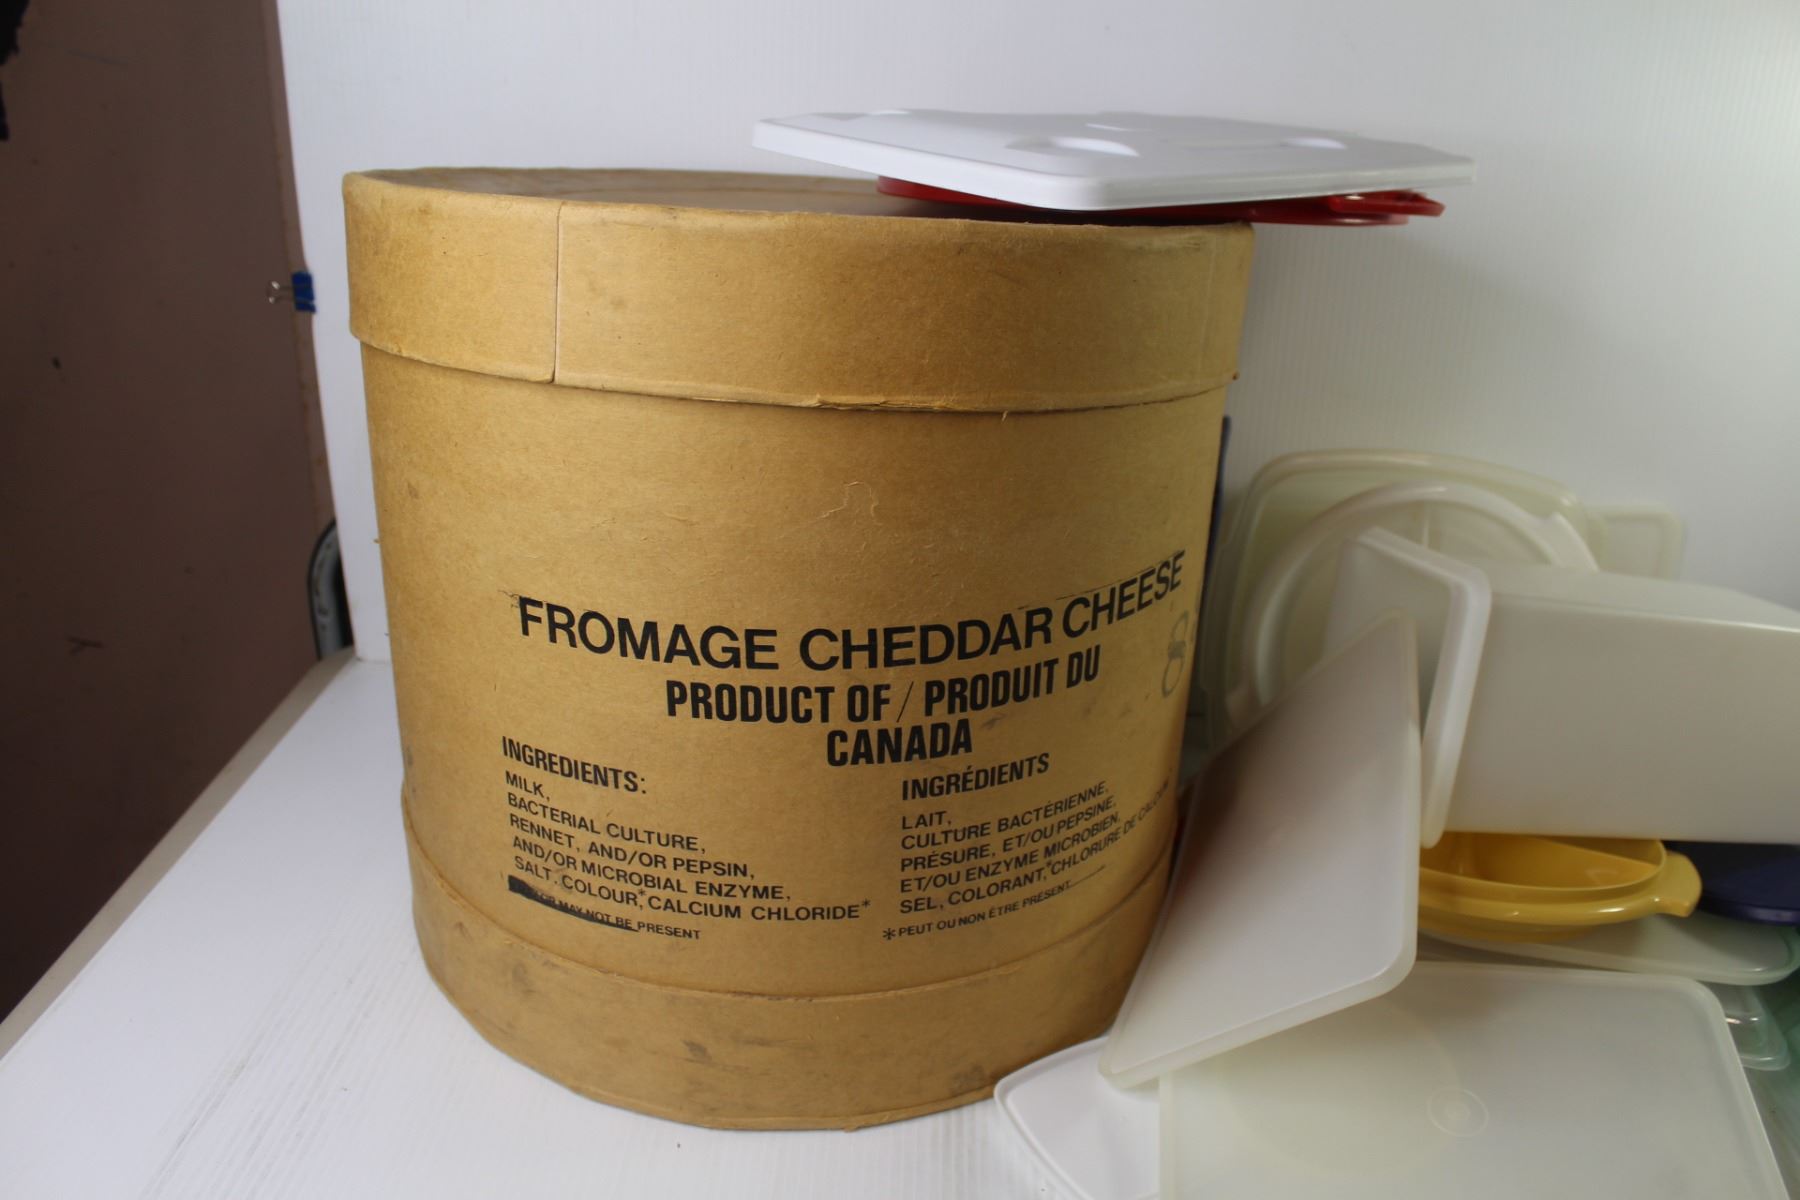 FROMAGE CHEDDAR CHEESE
PRODUCT OF / PRODUIT DU
CANADA
INGREDIENTS:
MILK,
BACTERIAL CULTURE,
RENNET, AND/OR PEPSIN,
AND/OR MICROBIAL ENZYME,
SALT, COLOUR,* CALCIUM CHLORIDE*
OR MAY NOT BE PRESENT
INGRÉDIENTS
LAIT,
CULTURE BACTÉRIENNE,
PRÉSURE, ET/OU PEPSINE,
ET/OU ENZYME MICROBIEN,
SEL, COLORANT,* CHLORURE DE CALCIUM
* PEUT OU NON ÊTRE PRÉSENT